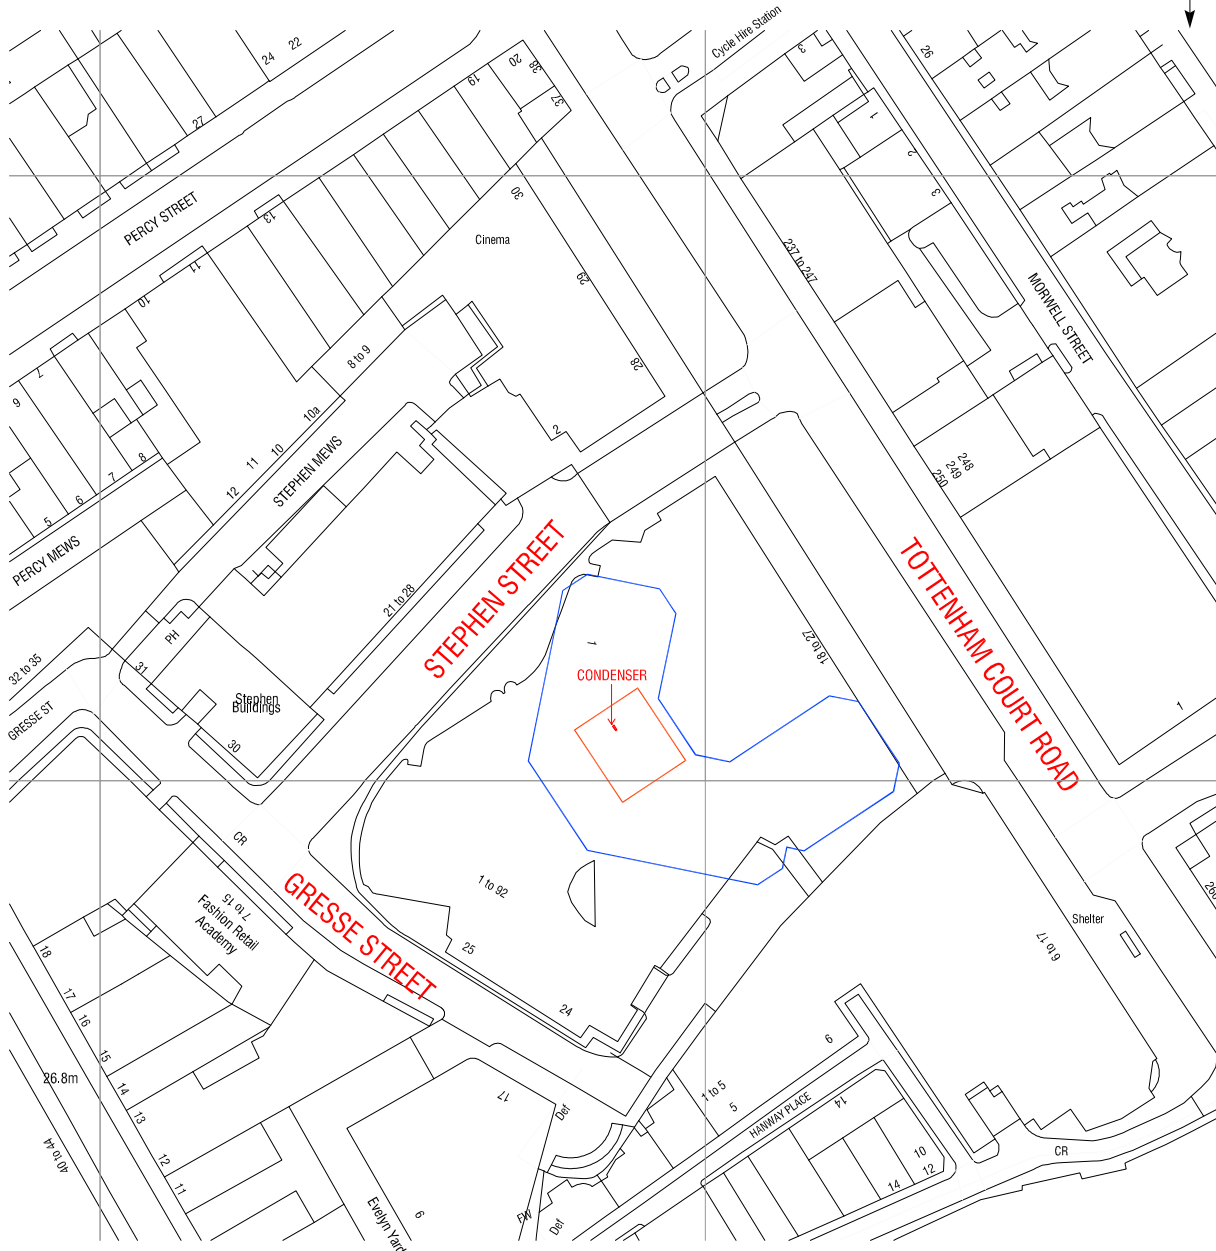 Cycle Hire Station
22
24
27
20
38
37
19
3
26
1
2
3
PERCY STREET
30
Cinema
13
11
10
29
237 to 247
MORWELL STREET
28
8 to 9
7
9
10a
10
11
12
STEPHEN MEWS
2
8
7
6
5
248
249
250
PERCY MEWS
STEPHEN STREET
TOTTENHAM COURT ROAD
21 to 28
PH
31
32 to 35
1
18 to 27
CONDENSER
Stephen
Buildings
GRESSE ST
30
1
CR
GRESSE STREET
7 to 15
Fashion Retail
Academy
1 to 92
25
24
Shelter
6 to 17
260
18
17
16
15
14
13
12
11
26.8m
40 to 44
17
Def
1 to 5
5
6
HANWAY PLACE
14
10
12
14
CR
6
Evelyn Yard
FW
Def